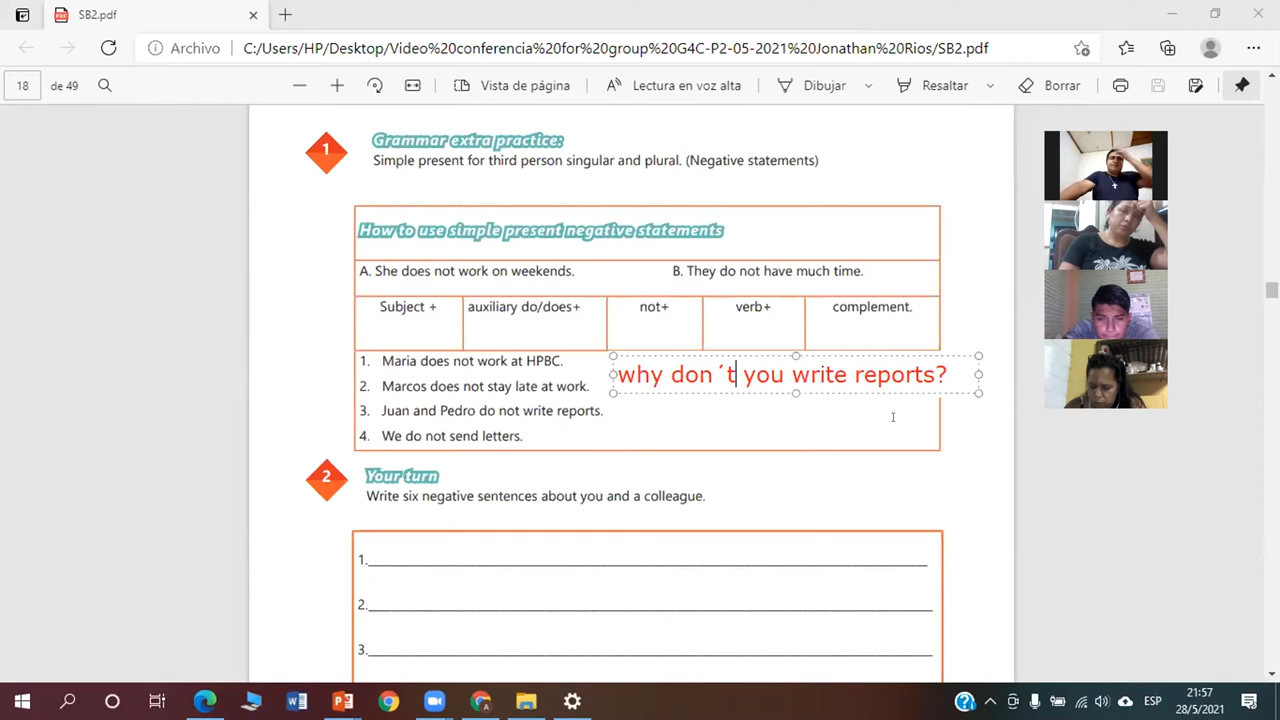 SB2.pdf
Archivo
C:/Users/HP/Desktop/Video%20conferencia%20for%20group%20G4C-P2-05-2021%20Jonathan%20Rios/SB2.pdf
18
de 49
Vista de página
Lectura en voz alta
Dibujar
Resaltar
Borrar
1
Grammar extra practice:
Simple present for third person singular and plural. (Negative statements)
How to use simple present negative statements
A. She does not work on weekends.
B. They do not have much time.
Subject +
auxiliary do/does+
not+
verb+
complement.
1. Maria does not work at HPBC.
why don´t you write reports?
2. Marcos does not stay late at work.
3. Juan and Pedro do not write reports.
4. We do not send letters.
2
Your turn
Write six negative sentences about you and a colleague.
1.
2.
3.
ESP
21:57
28/5/2021